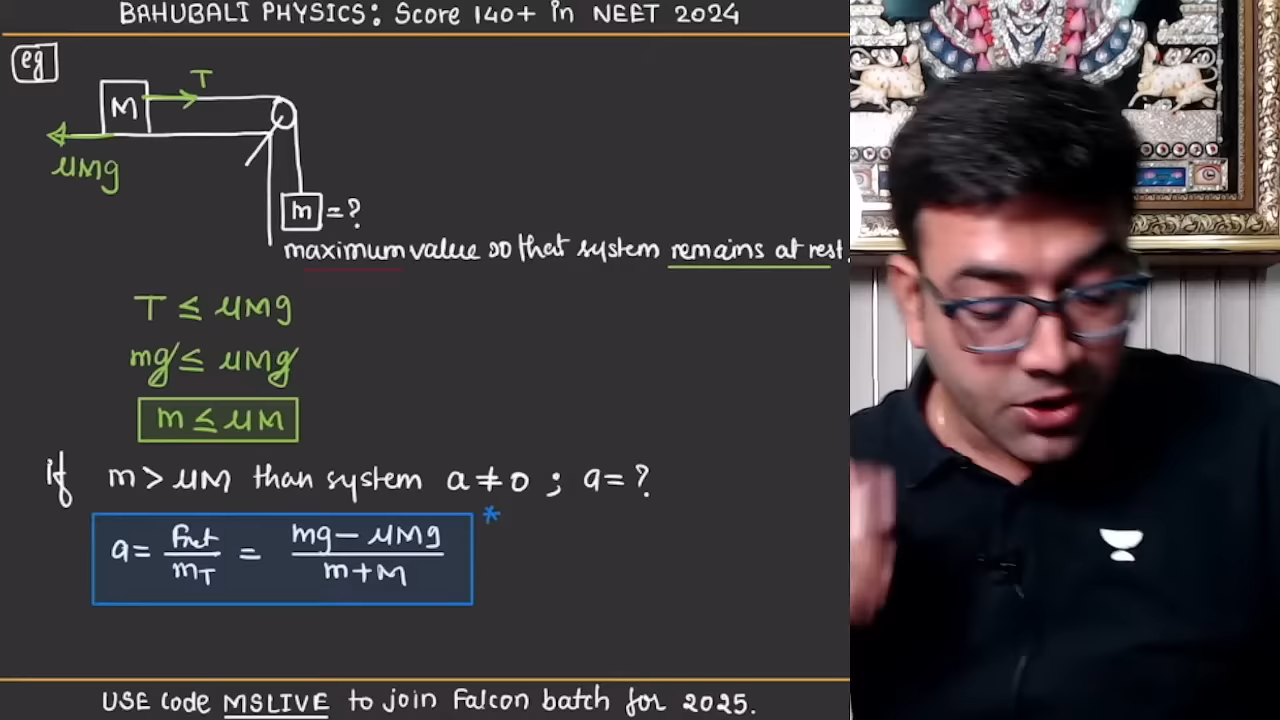 BAHUBALI PHYSICS: Score 140+ in NEET 2024
eg
T
M
μMg
m = ?
maximum value so that system remains at rest.
T ≤ μMg
mg ≤ μMg
m ≤ μM
if m > μM than system a ≠ 0 ; a = ?
a = Fnet/mT = mg − μMg/m+M *
USE Code MSLIVE to join Falcon batch for 2025.